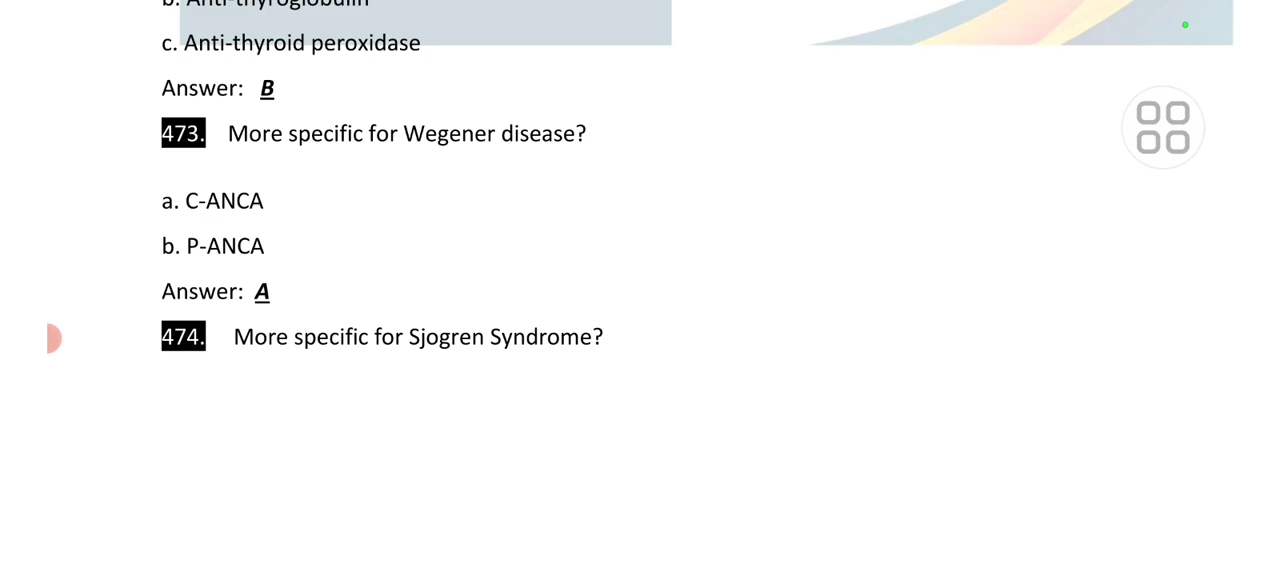 b. Anti-thyroglobulin
c. Anti-thyroid peroxidase
Answer: B
473. More specific for Wegener disease?
a. C-ANCA
b. P-ANCA
Answer: A
474. More specific for Sjogren Syndrome?